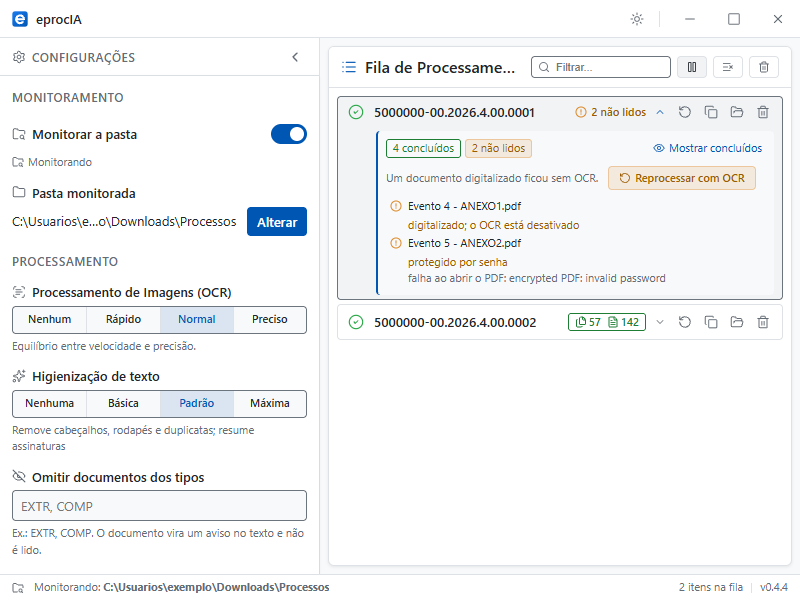 eprocIA
CONFIGURAÇÕES
MONITORAMENTO
Monitorar a pasta
Monitorando
Pasta monitorada
C:\Usuarios\e...o\Downloads\Processos
Alterar
PROCESSAMENTO
Processamento de Imagens (OCR)
Nenhum Rápido Normal Preciso
Equilíbrio entre velocidade e precisão.
Higienização de texto
Nenhuma Básica Padrão Máxima
Remove cabeçalhos, rodapés e duplicatas; resume
assinaturas
Omitir documentos dos tipos
EXTR, COMP
Ex.: EXTR, COMP. O documento vira um aviso no texto e não
é lido.
Fila de Processame...
Filtrar...
5000000-00.2026.4.00.0001
2 não lidos
4 concluídos
2 não lidos
Mostrar concluídos
Um documento digitalizado ficou sem OCR.
Reprocessar com OCR
Evento 4 - ANEXO1.pdf
digitalizado; o OCR está desativado
Evento 5 - ANEXO2.pdf
protegido por senha
falha ao abrir o PDF: encrypted PDF: invalid password
5000000-00.2026.4.00.0002
57 142
Monitorando: C:\Usuarios\exemplo\Downloads\Processos
2 itens na fila
v0.4.4